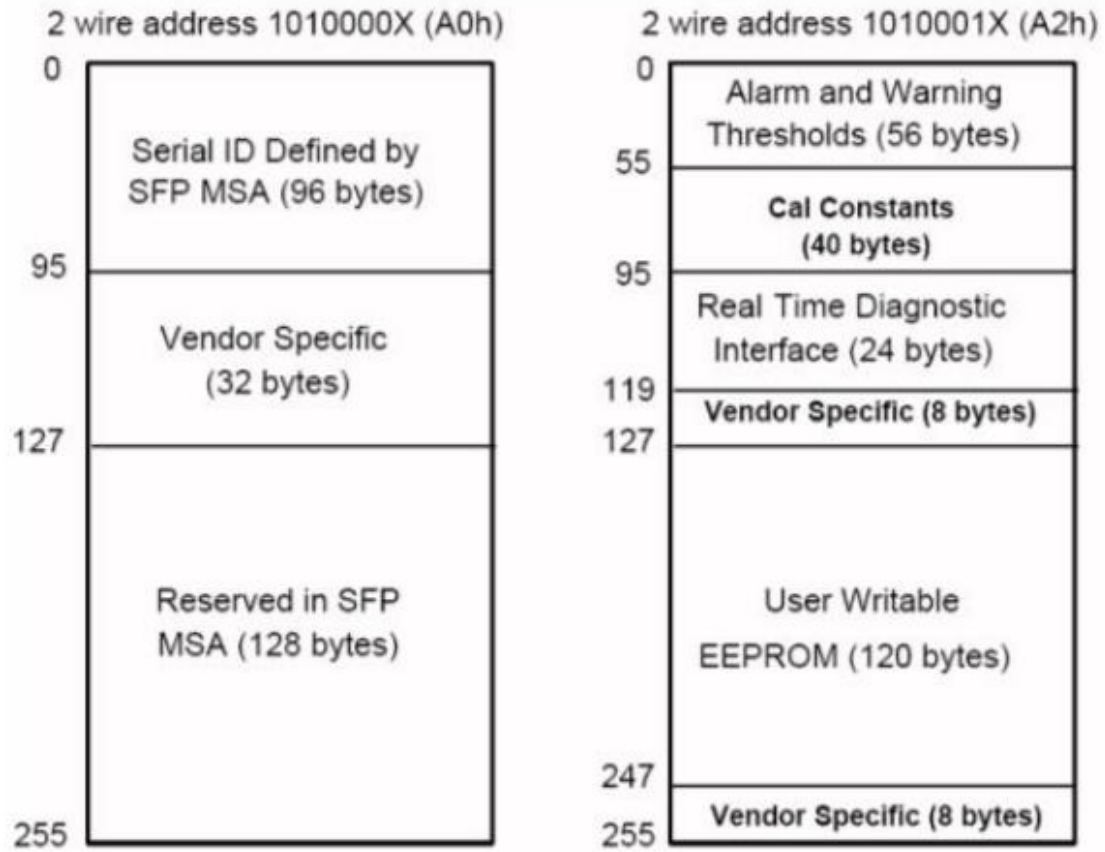 2 wire address 1010000X (A0h)
0
Serial ID Defined by
SFP MSA (96 bytes)
95
Vendor Specific
(32 bytes)
127
Reserved in SFP
MSA (128 bytes)
255
2 wire address 1010001X (A2h)
0
Alarm and Warning
Thresholds (56 bytes)
55
Cal Constants
(40 bytes)
95
Real Time Diagnostic
Interface (24 bytes)
119
Vendor Specific (8 bytes)
127
User Writable
EEPROM (120 bytes)
247
Vendor Specific (8 bytes)
255